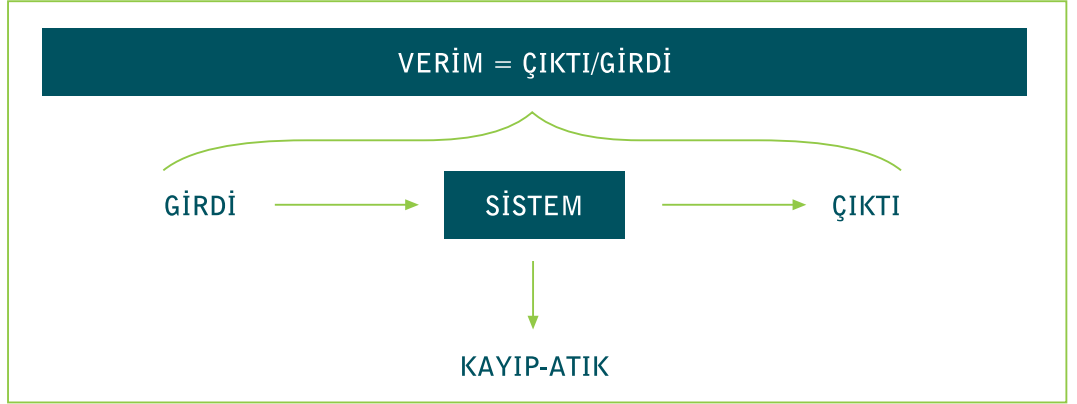 VERİM = ÇIKTI/GİRDİ
GİRDİ
SİSTEM
ÇIKTI
KAYIP-ATIK